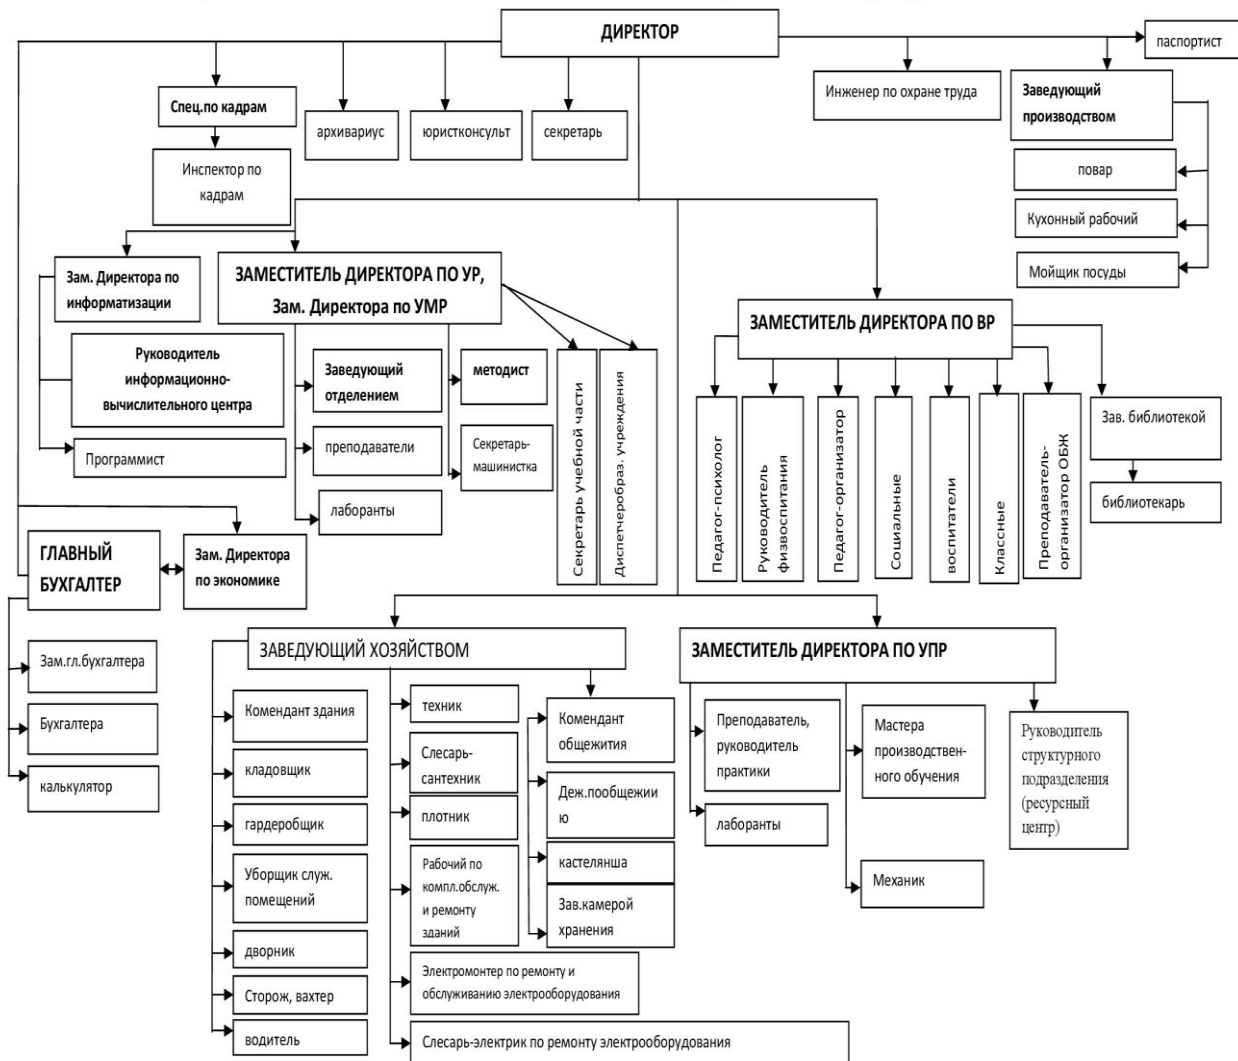 ДИРЕКТОР
паспортист
Спец.по кадрам
архивариус
юристконсульт
секретарь
Инженер по охране труда
Заведующий
производством
Инспектор по
кадрам
повар
Кухонный рабочий
Мойщик посуды
Зам. Директора по
информатизации
ЗАМЕСТИТЕЛЬ ДИРЕКТОРА ПО УР,
Зам. Директора по УМР
ЗАМЕСТИТЕЛЬ ДИРЕКТОРА ПО ВР
Руководитель
информационно-
вычислительного центра
Программист
Заведующий
отделением
преподаватели
лаборанты
методист
Секретарь-
машинистка
Секретарь учебной части
Диспетчеробраз. учреждения
Педагог-психолог
Руководитель
физвоспитания
Педагог-организатор
Социальные
воспитатели
Классные
Преподаватель-
организатор ОБЖ
Зав. библиотекой
библиотекарь
ГЛАВНЫЙ
БУХГАЛТЕР
Зам. Директора
по экономике
Зам.гл.бухгалтера
Бухгалтера
калькулятор
ЗАВЕДУЮЩИЙ ХОЗЯЙСТВОМ
Комендант здания
кладовщик
гардеробщик
Уборщик служ.
помещений
дворник
Сторож, вахтер
водитель
техник
Слесарь-
сантехник
плотник
Рабочий по
компл.обслуж.
и ремонту
зданий
Электромонтер по ремонту и
обслуживанию электрооборудования
Слесарь-электрик по ремонту электрооборудования
Комендант
общежития
Деж.пообщежии
ю
кастелянша
Зав.камерой
хранения
ЗАМЕСТИТЕЛЬ ДИРЕКТОРА ПО УПР
Преподаватель,
руководитель
практики
лаборанты
Мастера
производствен-
ного обучения
Механик
Руководитель
структурного
подразделения
(ресурсный
центр)